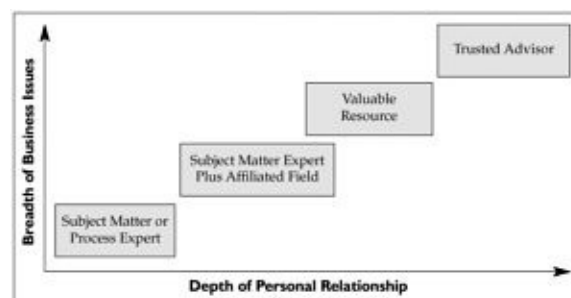 Breadth of Business Issues
Trusted Advisor
Valuable
Resource
Subject Matter Expert
Plus Affiliated Field
Subject Matter or
Process Expert
Depth of Personal Relationship